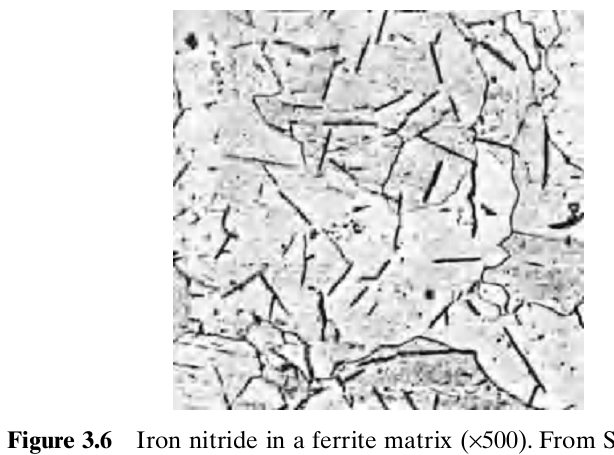 Figure 3.6 Iron nitride in a ferrite matrix (×500). From S